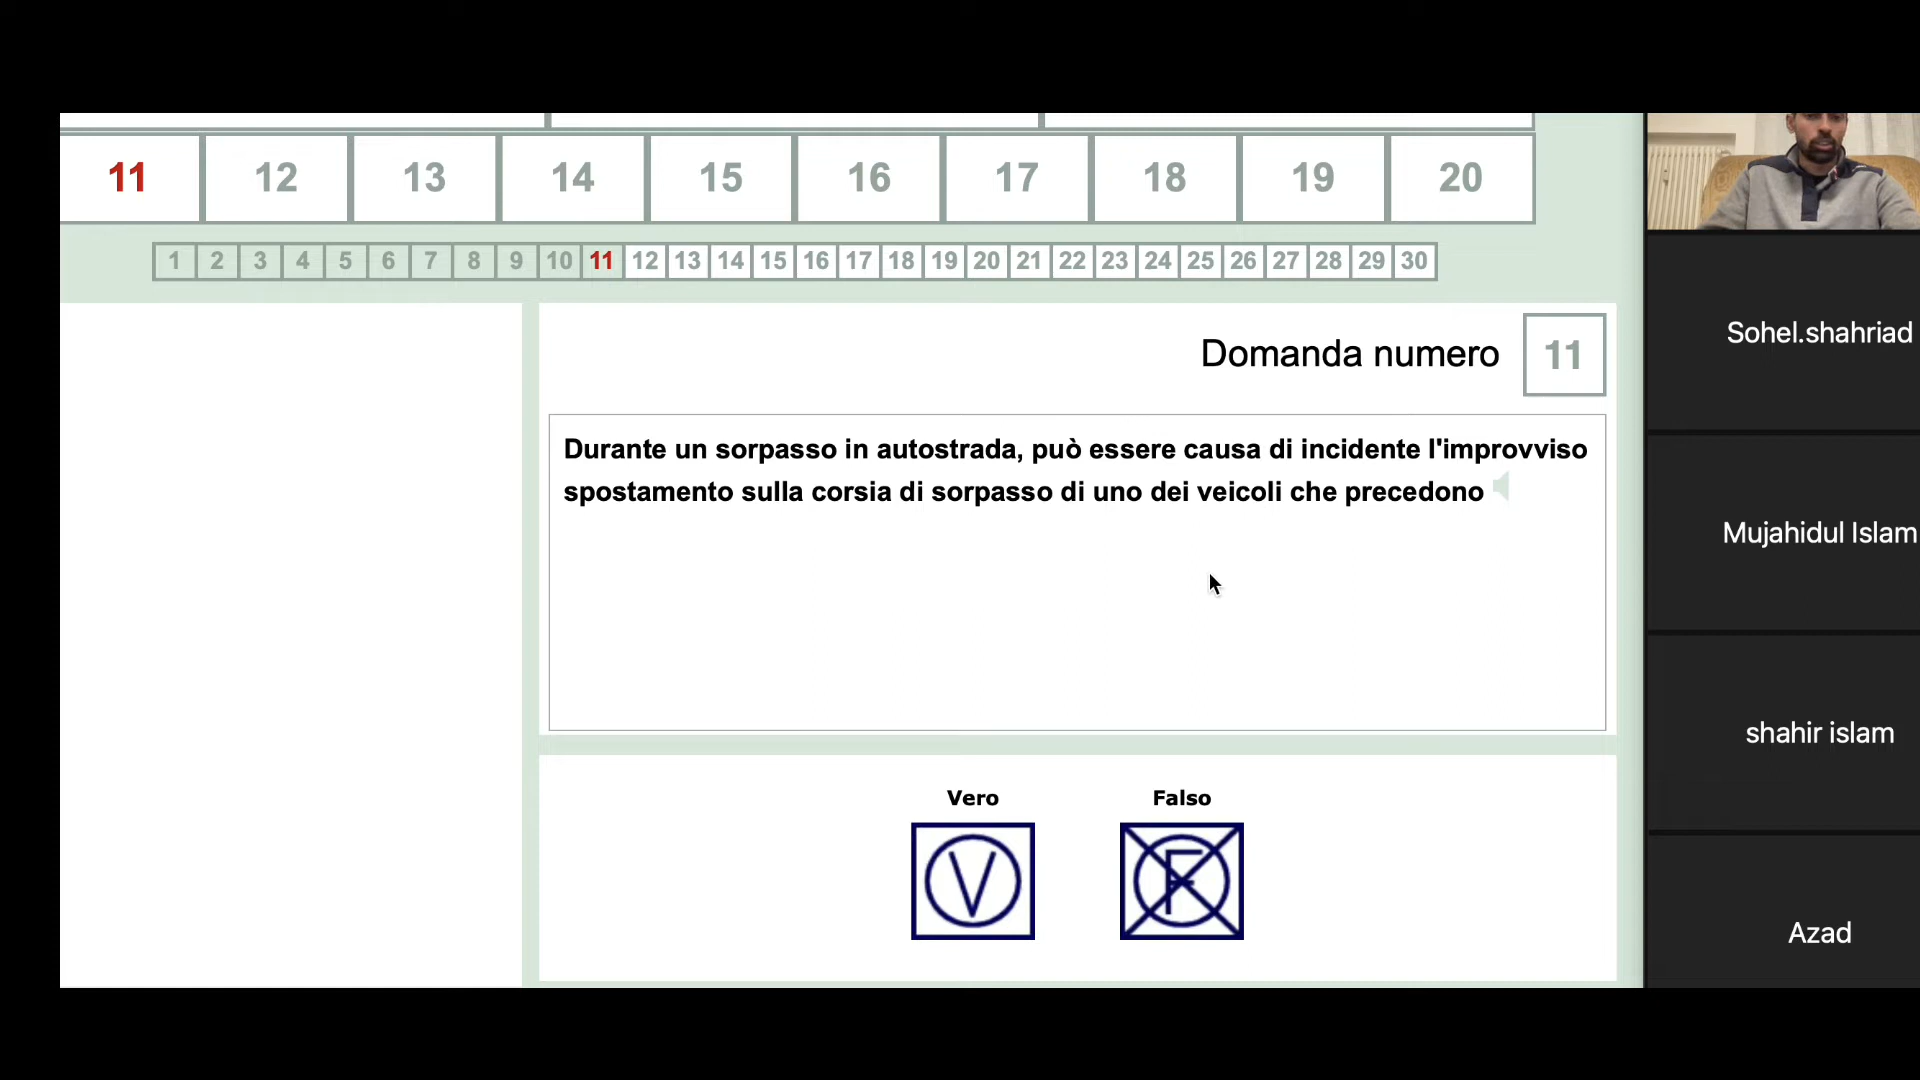 11 12 13 14 15 16 17 18 19 20
1 2 3 4 5 6 7 8 9 10 11 12 13 14 15 16 17 18 19 20 21 22 23 24 25 26 27 28 29 30
Domanda numero 11
Durante un sorpasso in autostrada, può essere causa di incidente l'improvviso
spostamento sulla corsia di sorpasso di uno dei veicoli che precedono
Vero Falso
V F
Sohel.shahriad
Mujahidul Islam
shahir islam
Azad